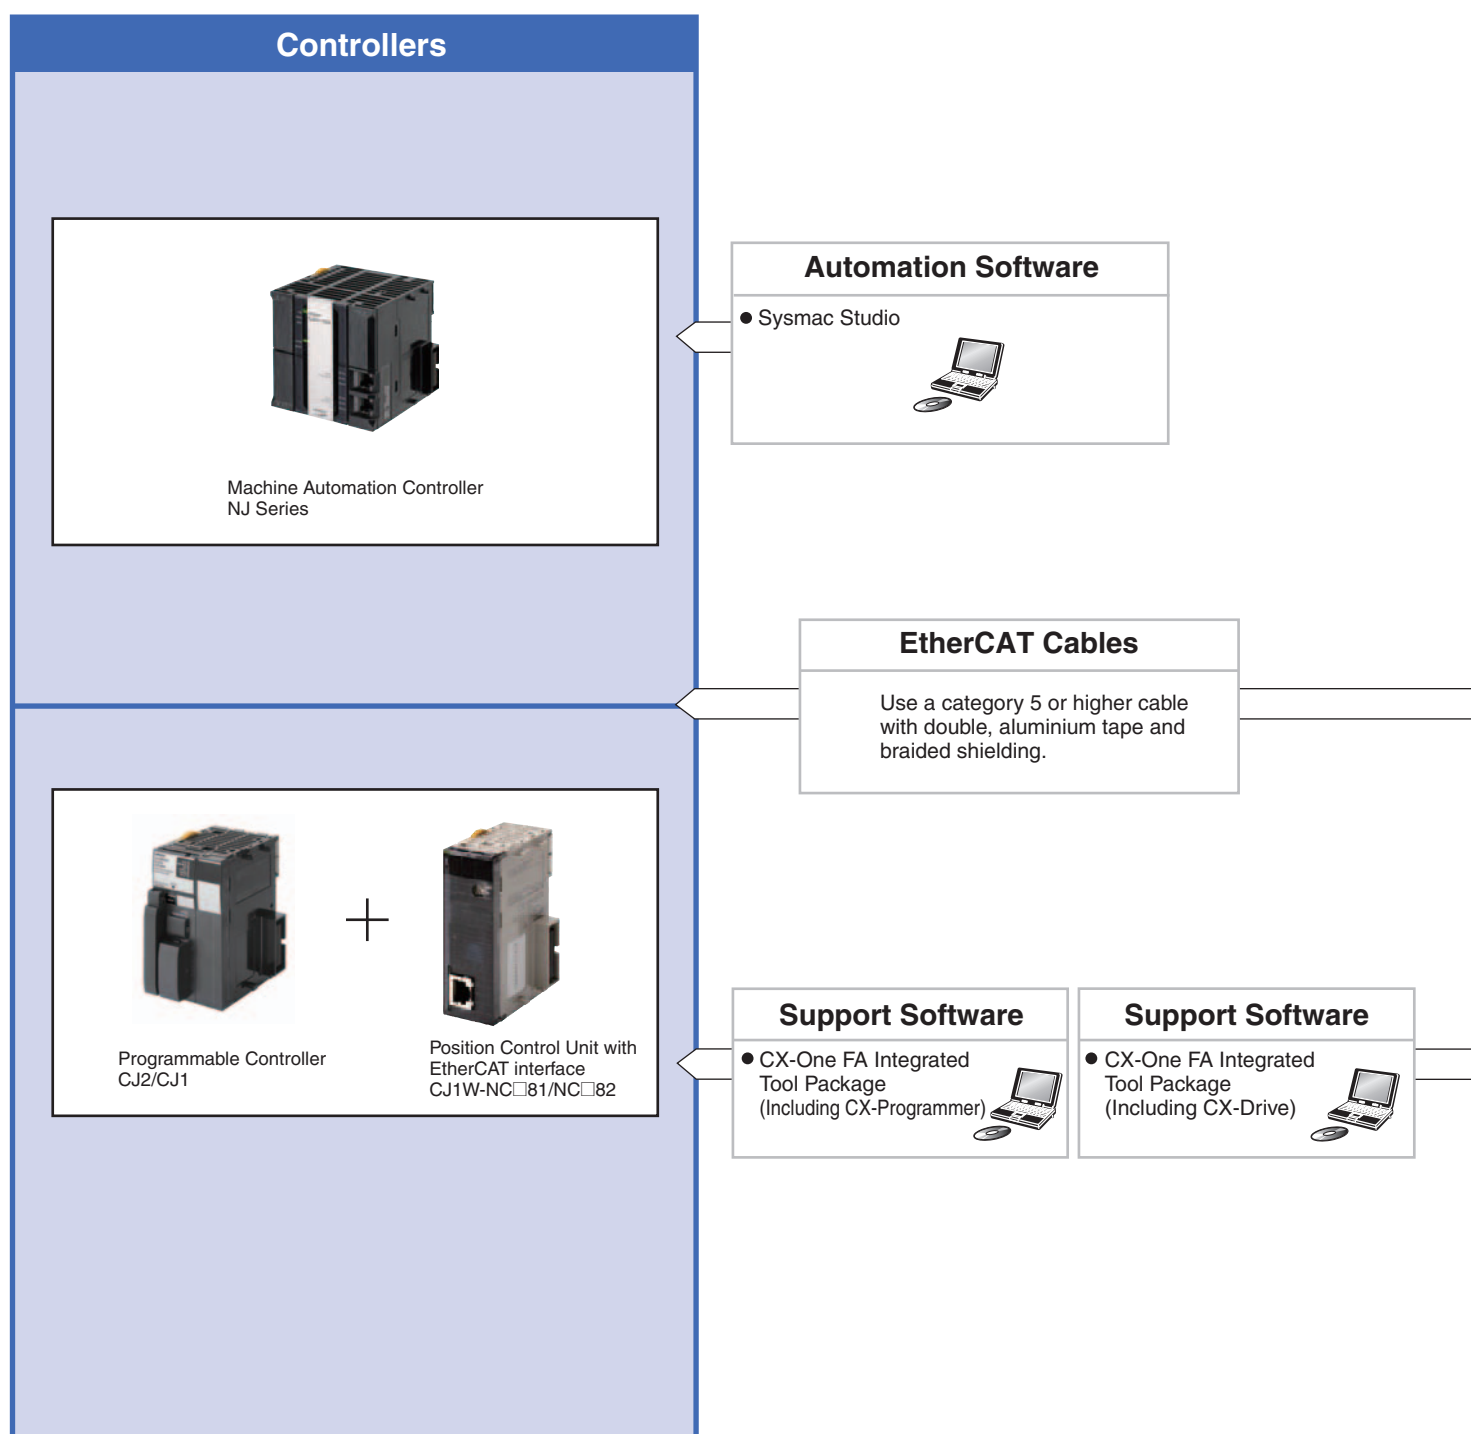 Controllers
Machine Automation Controller
NJ Series
Automation Software
● Sysmac Studio
EtherCAT Cables
Use a category 5 or higher cable
with double, aluminium tape and
braided shielding.
Programmable Controller
CJ2/CJ1
Position Control Unit with
EtherCAT interface
CJ1W-NC□81/NC□82
Support Software
● CX-One FA Integrated
Tool Package
(Including CX-Programmer)
Support Software
● CX-One FA Integrated
Tool Package
(Including CX-Drive)